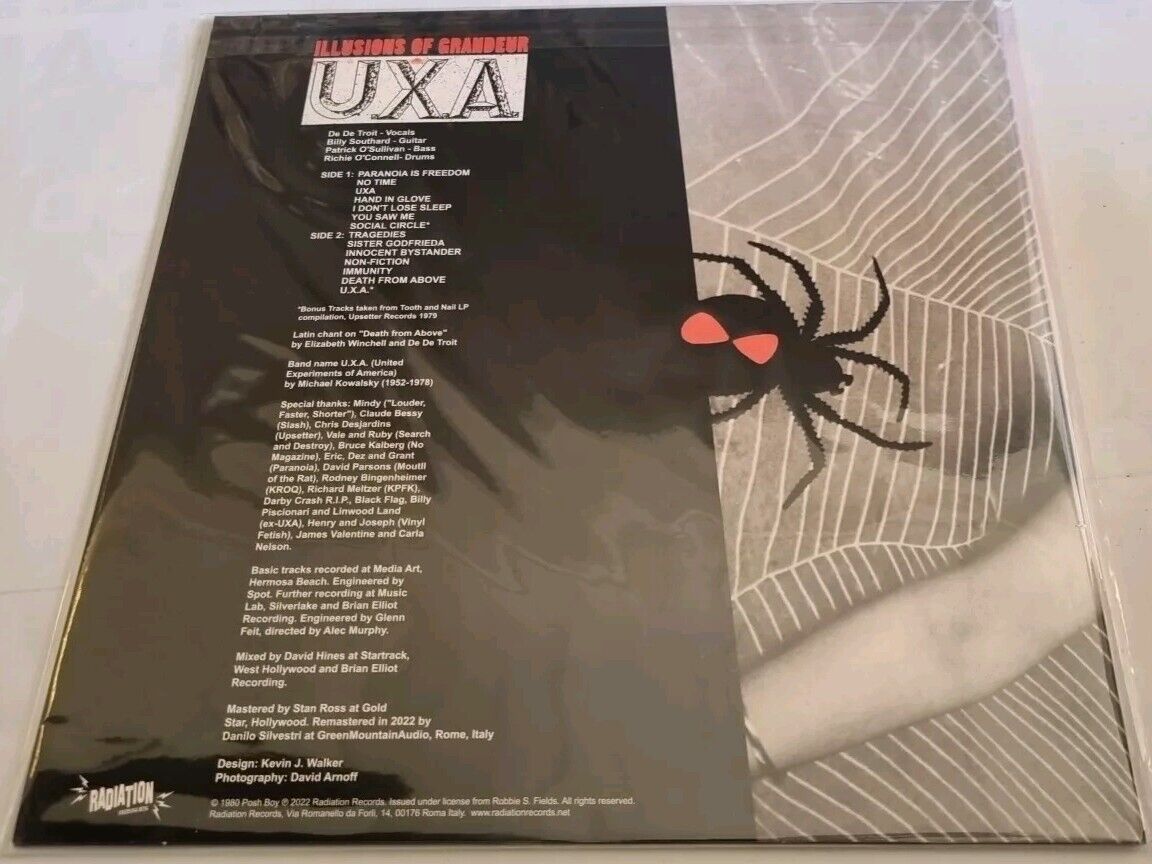 ILLUSIONS OF GRANDEUR
UXA
De De Troit - Vocals
Billy Southard - Guitar
Patrick O'Sullivan - Bass
Richie O'Connell- Drums
SIDE 1: PARANOIA IS FREEDOM
NO TIME
UXA
HAND IN GLOVE
I DON'T LOSE SLEEP
YOU SAW ME
SOCIAL CIRCLE*
SIDE 2: TRAGEDIES
SISTER GODFRIEDA
INNOCENT BYSTANDER
NON-FICTION
IMMUNITY
DEATH FROM ABOVE
U.X.A.*
*Bonus Tracks taken from Tooth and Nail LP
compilation, Upsetter Records 1979
Latin chant on "Death from Above"
by Elizabeth Winchell and De De Troit
Band name U.X.A. (United
Experiments of America)
by Michael Kowalsky (1952-1978)
Special thanks: Mindy ("Louder,
Faster, Shorter"), Claude Bessy
(Slash), Chris Desjardins
(Upsetter), Vale and Ruby (Search
and Destroy), Bruce Kalberg (No
Magazine), Eric, Dez and Grant
(Paranoia), David Parsons (Moutll
of the Rat), Rodney Bingenheimer
(KROQ), Richard Meltzer (KPFK),
Darby Crash R.I.P., Black Flag, Billy
Piscionari and Linwood Land
(ex-UXA), Henry and Joseph (Vinyl
Fetish), James Valentine and Carla
Nelson.
Basic tracks recorded at Media Art,
Hermosa Beach. Engineered by
Spot. Further recording at Music
Lab, Silverlake and Brian Elliot
Recording. Engineered by Glenn
Feit, directed by Alec Murphy.
Mixed by David Hines at Startrack,
West Hollywood and Brian Elliot
Recording.
Mastered by Stan Ross at Gold
Star, Hollywood. Remastered in 2022 by
Danilo Silvestri at GreenMountainAudio, Rome, Italy
Design: Kevin J. Walker
Photography: David Arnoff
RADIATION
© 1980 Posh Boy ℗ 2022 Radiation Records. Issued under license from Robbie S. Fields. All rights reserved.
Radiation Records, Via Romanello da Forlì, 14, 00176 Roma Italy. www.radiationrecords.net